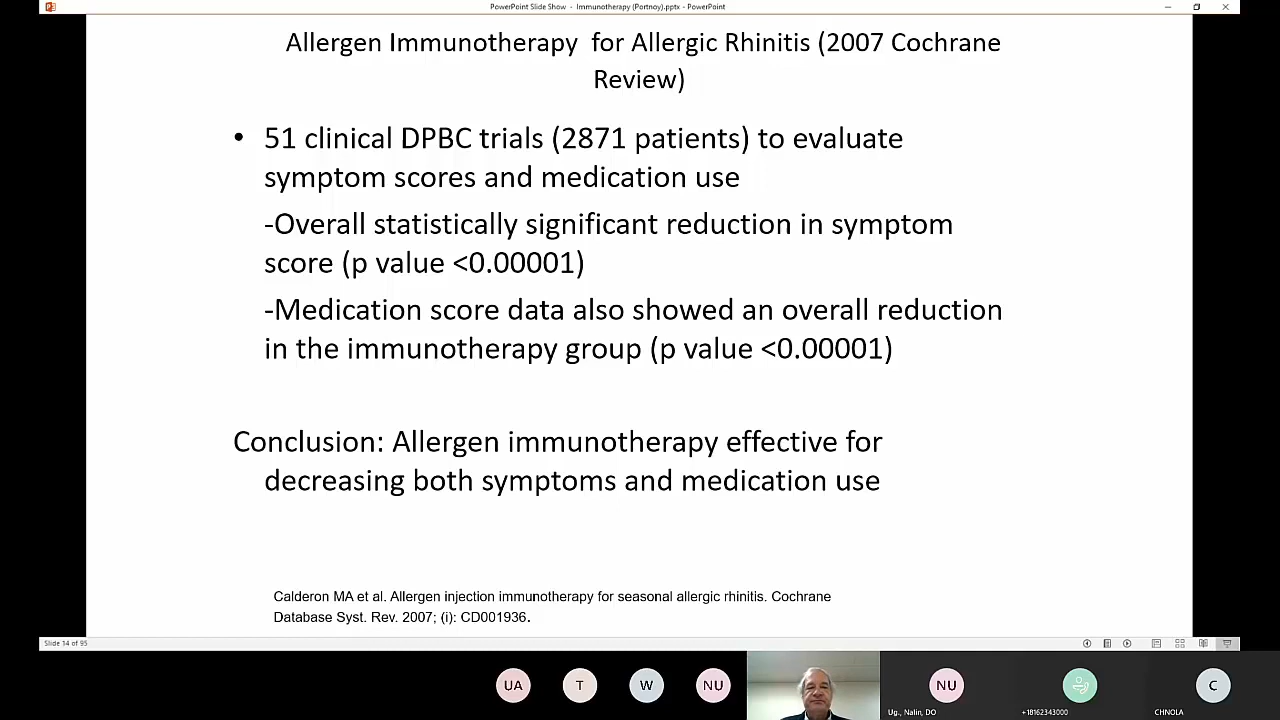 PowerPoint Slide Show - Immunotherapy (Portnoy).pptx - PowerPoint
Allergen Immunotherapy for Allergic Rhinitis (2007 Cochrane
Review)
• 51 clinical DPBC trials (2871 patients) to evaluate
symptom scores and medication use
-Overall statistically significant reduction in symptom
score (p value <0.00001)
-Medication score data also showed an overall reduction
in the immunotherapy group (p value <0.00001)
Conclusion: Allergen immunotherapy effective for
decreasing both symptoms and medication use
Calderon MA et al. Allergen injection immunotherapy for seasonal allergic rhinitis. Cochrane
Database Syst. Rev. 2007; (i): CD001936.
Slide 14 of 95
UA T W NU NU C
Ug., Nalin, DO +18162343000 CHNOLA